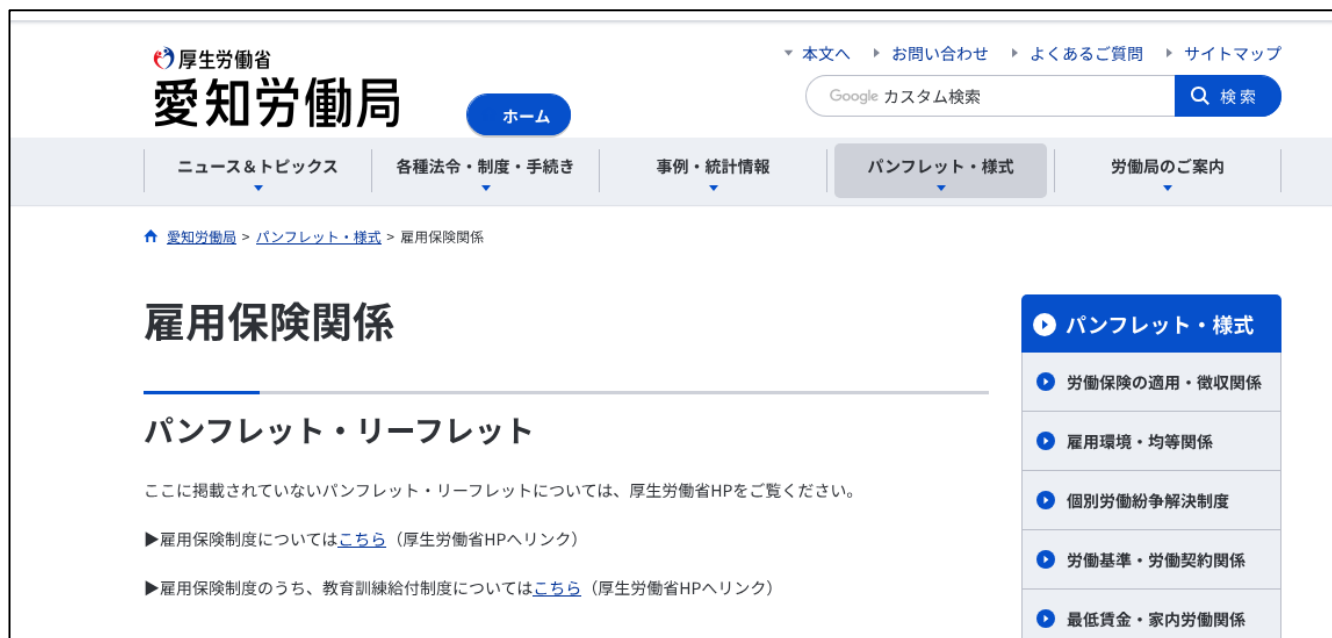 厚生労働省
愛知労働局
ホーム
本文へ お問い合わせ よくあるご質問 サイトマップ
Google カスタム検索 検索
ニュース&トピックス 各種法令・制度・手続き 事例・統計情報 パンフレット・様式 労働局のご案内
愛知労働局 > パンフレット・様式 > 雇用保険関係
雇用保険関係
パンフレット・リーフレット
ここに掲載されていないパンフレット・リーフレットについては、厚生労働省HPをご覧ください。
▶雇用保険制度についてはこちら（厚生労働省HPへリンク）
▶雇用保険制度のうち、教育訓練給付制度についてはこちら（厚生労働省HPへリンク）
パンフレット・様式
労働保険の適用・徴収関係
雇用環境・均等関係
個別労働紛争解決制度
労働基準・労働契約関係
最低賃金・家内労働関係